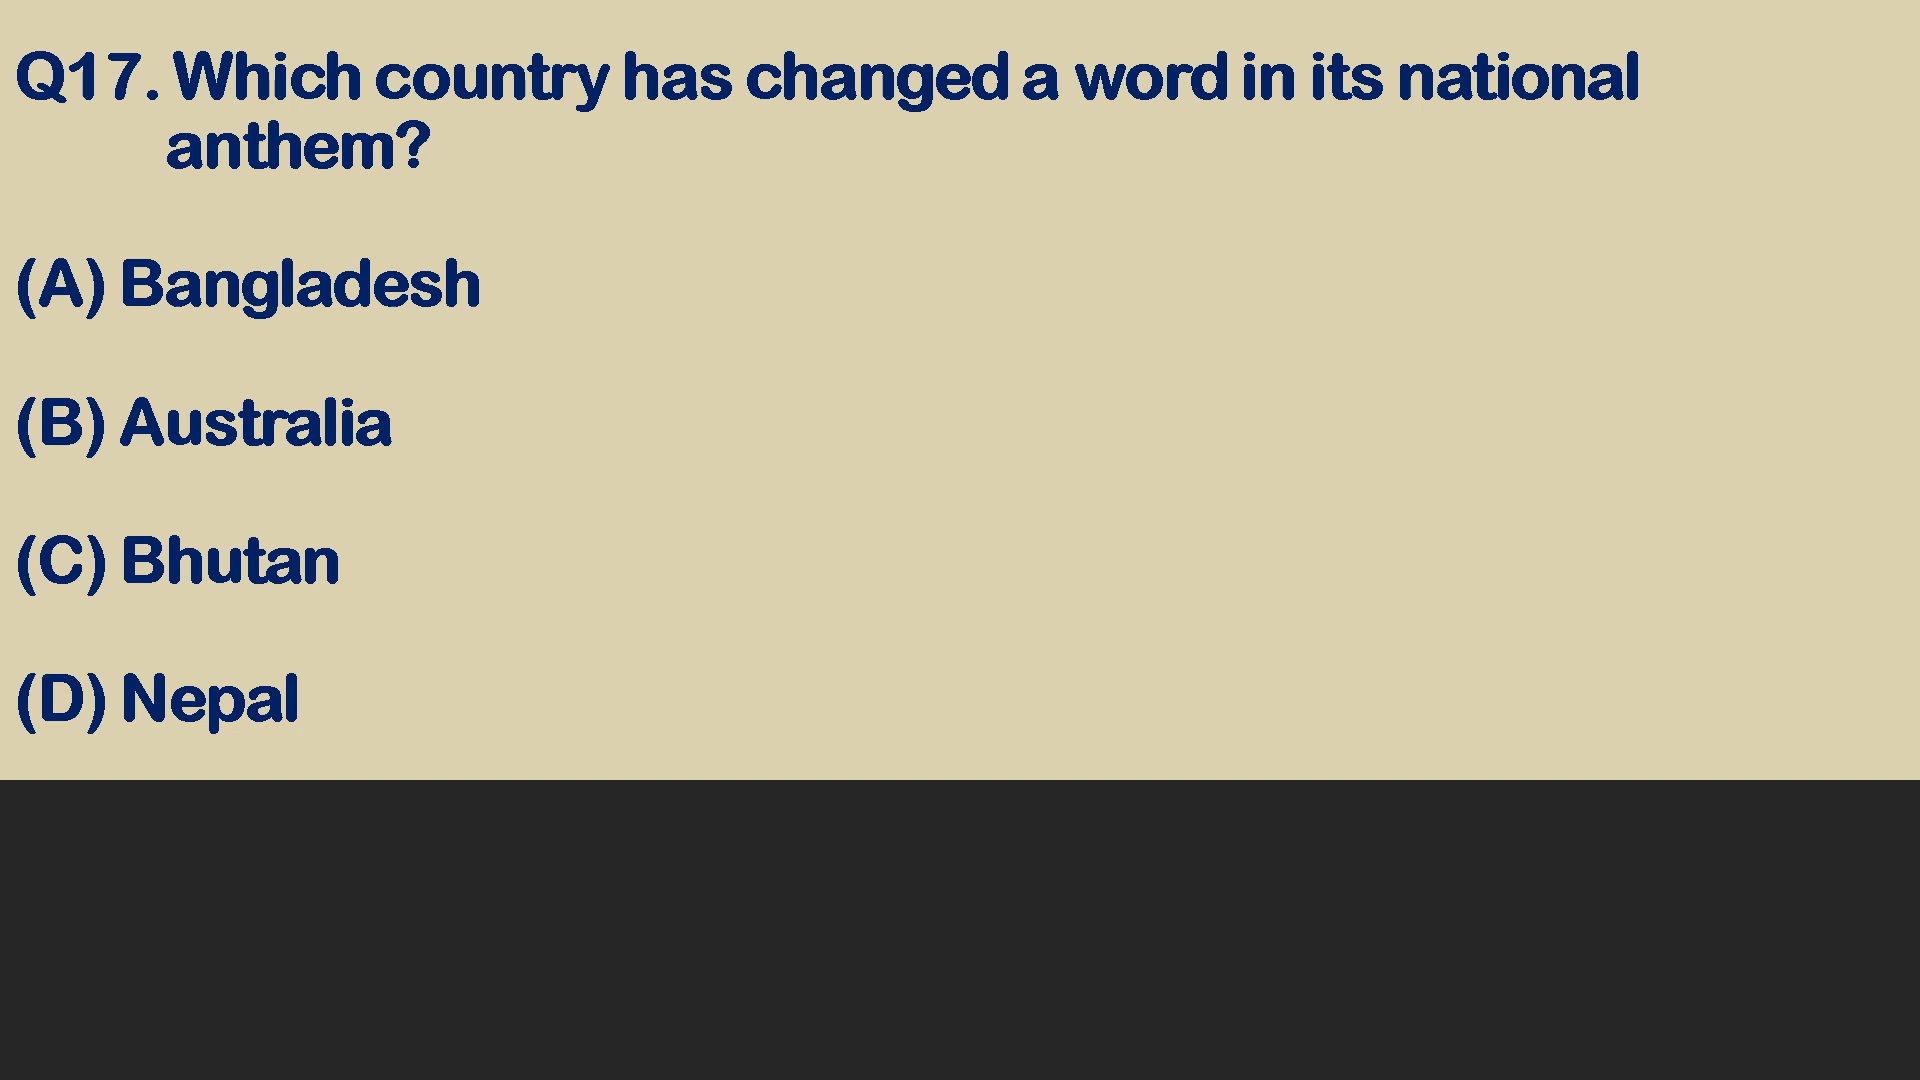 Q17. Which country has changed a word in its national
anthem?
(A) Bangladesh
(B) Australia
(C) Bhutan
(D) Nepal